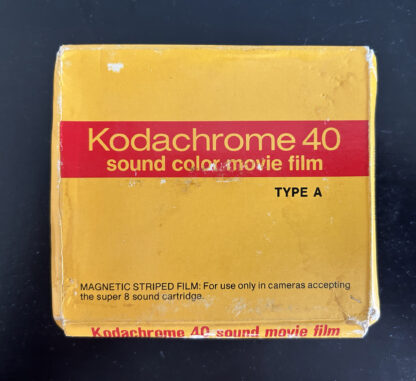 Kodachrome 40
sound color movie film
TYPE A
MAGNETIC STRIPED FILM: For use only in cameras accepting
the super 8 sound cartridge.
Kodachrome 40 sound movie film